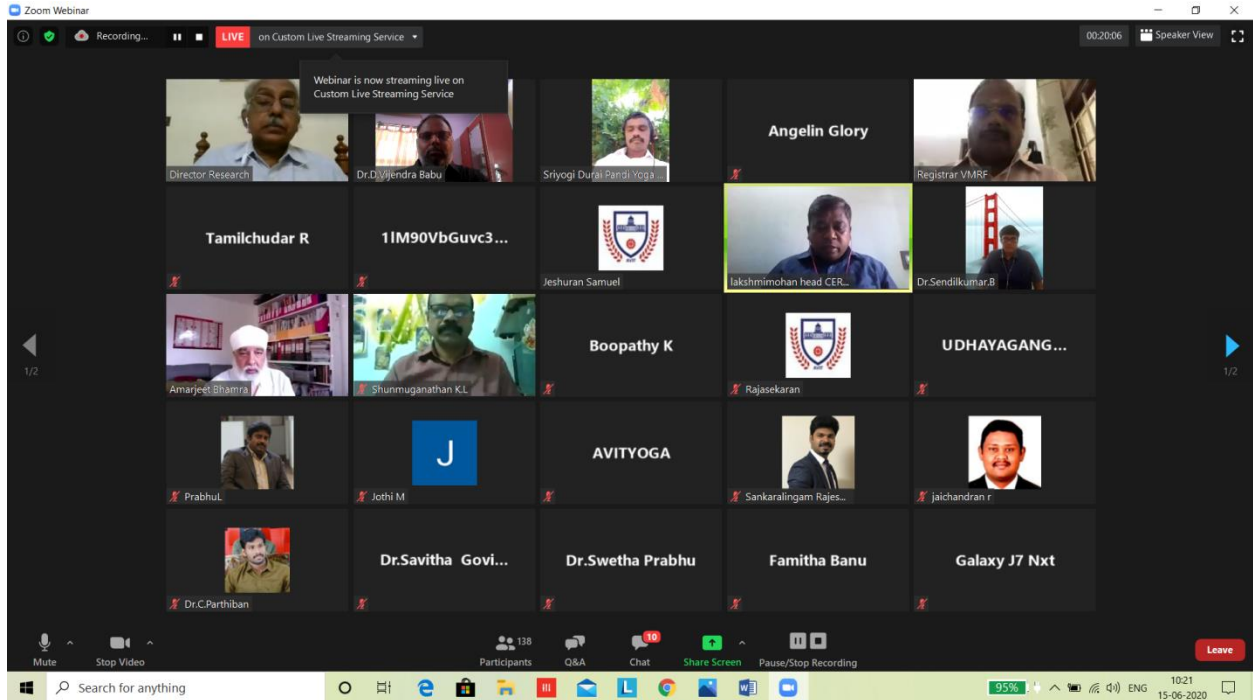 Zoom Webinar
Recording...
LIVE
on Custom Live Streaming Service
00:20:06
Speaker View
Webinar is now streaming live on
Custom Live Streaming Service
Director Research
Dr.D.Vijendra Babu
Sriyogi Durai Pandi Yoga ...
Angelin Glory
Registrar VMRF
Tamilchudar R
Jeshuran Samuel
lakshmimohan head CER...
Dr.Sendilkumar.B
Amarjeet Bhamra
Shunmuganathan K.L
Boopathy K
Rajasekaran
UDHAYAGANG...
1/2
1/2
PrabhuL
J
Jothi M
AVITYOGA
Sankaralingam Rajes...
jaichandran r
Dr.C.Parthiban
Dr.Savitha Govi...
Dr.Swetha Prabhu
Famitha Banu
Galaxy J7 Nxt
Mute
Stop Video
138
Participants
Q&A
10
Chat
Share Screen
Pause/Stop Recording
Leave
Search for anything
95%
ENG
10:21
15-06-2020